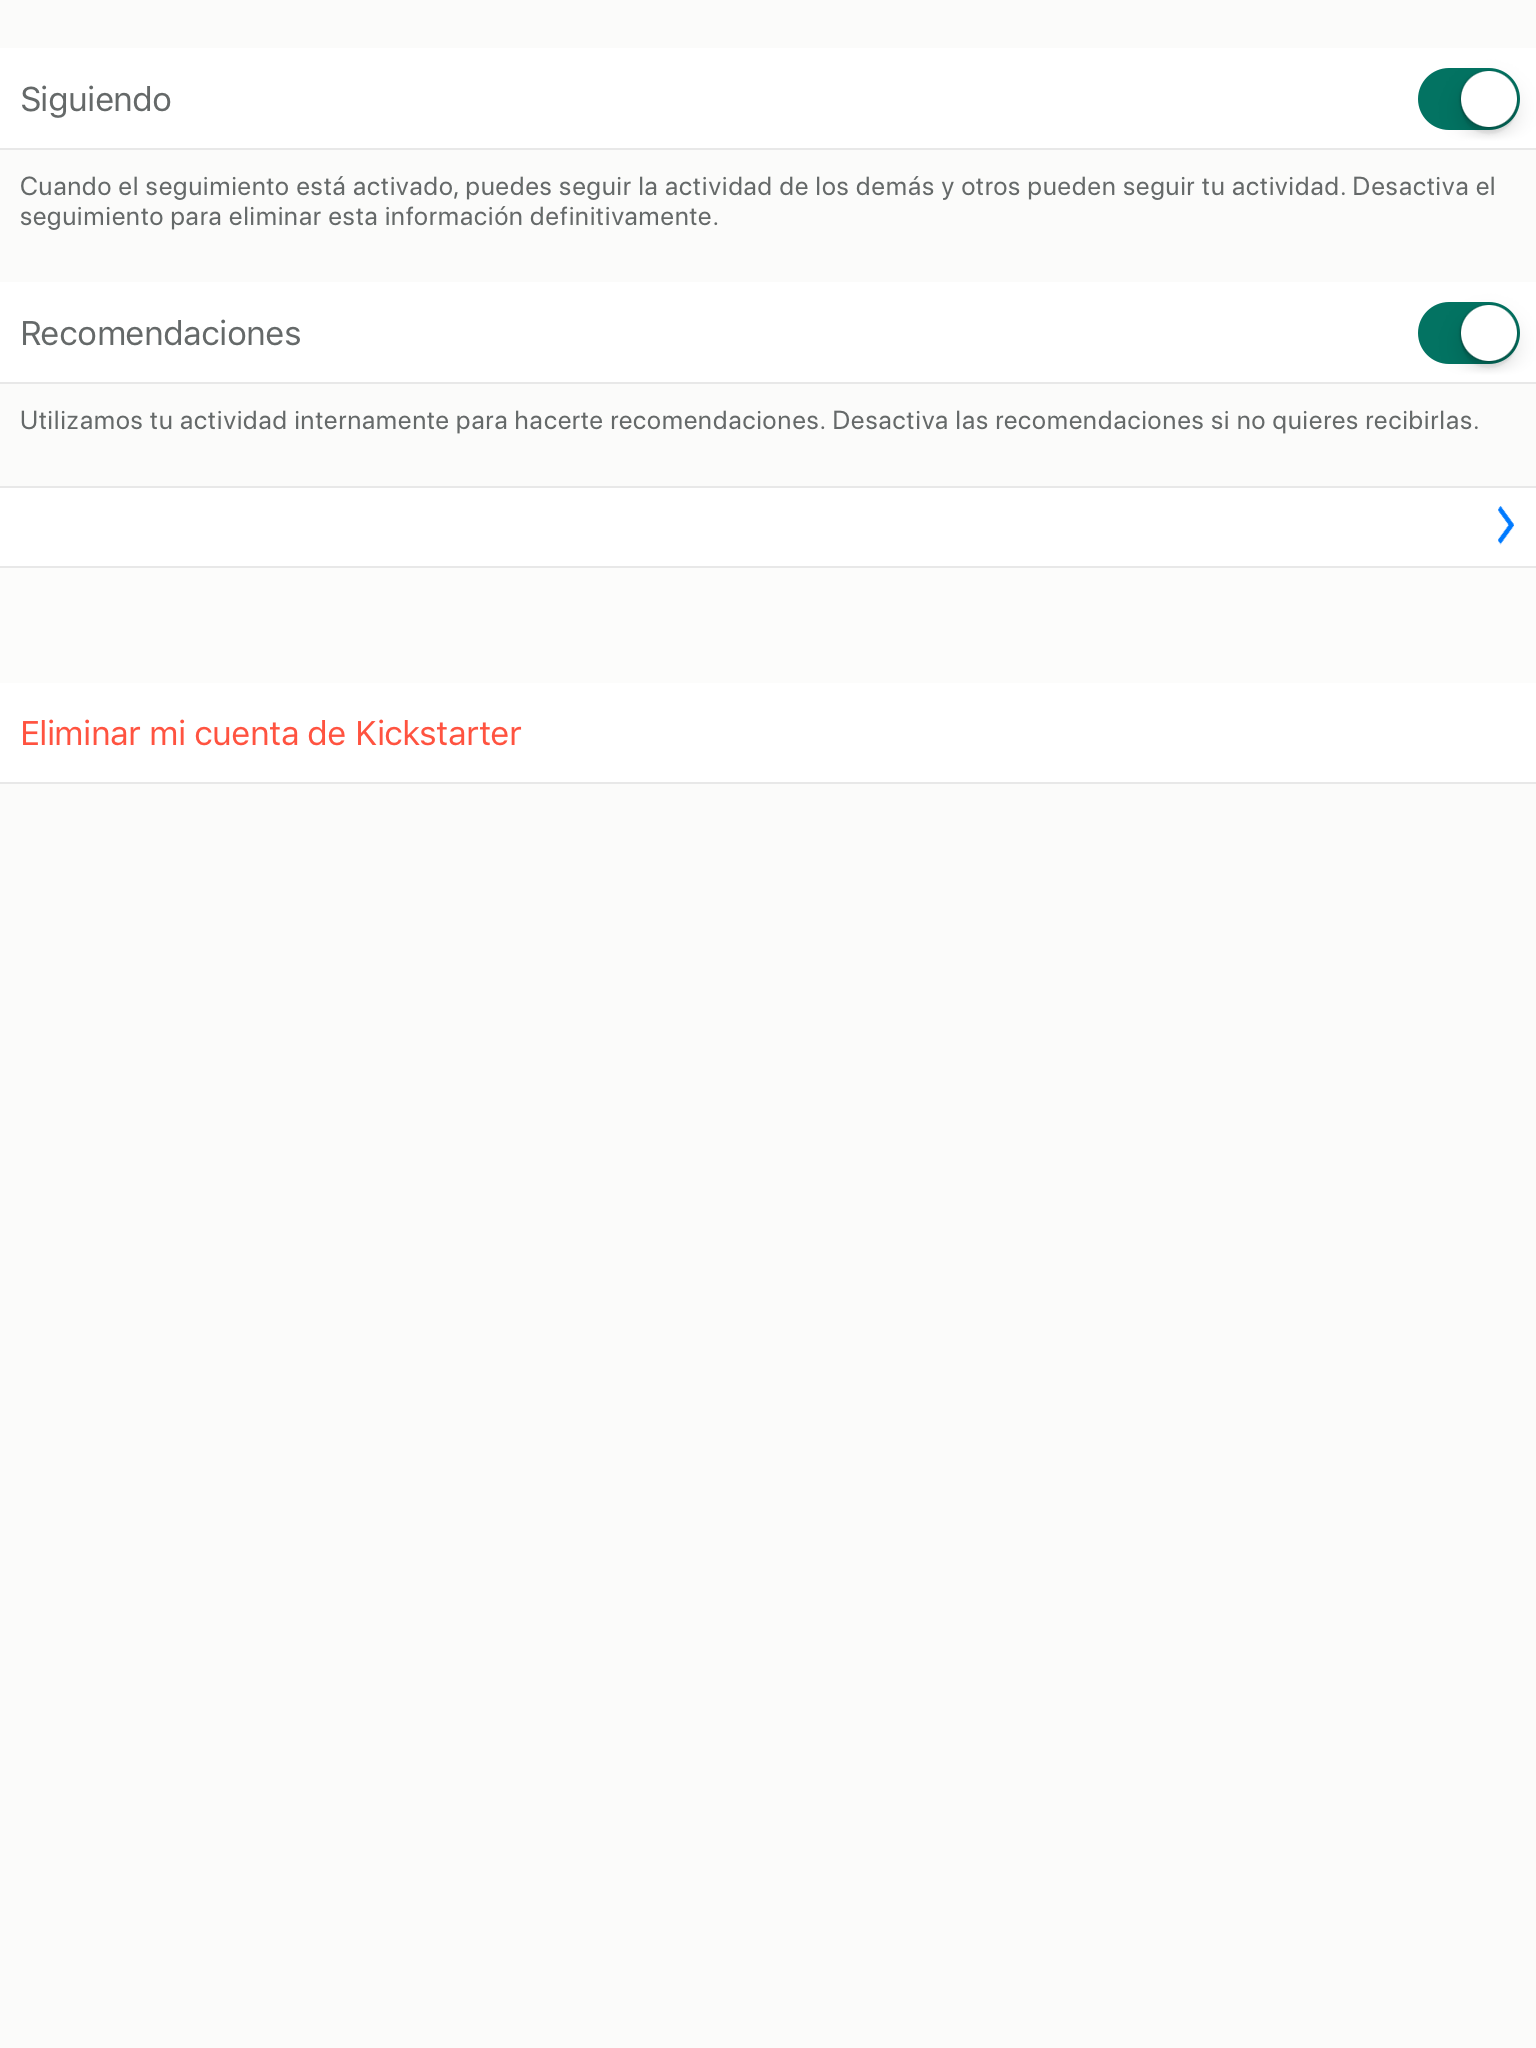 Siguiendo
Cuando el seguimiento está activado, puedes seguir la actividad de los demás y otros pueden seguir tu actividad. Desactiva el
seguimiento para eliminar esta información definitivamente.
Recomendaciones
Utilizamos tu actividad internamente para hacerte recomendaciones. Desactiva las recomendaciones si no quieres recibirlas.
Eliminar mi cuenta de Kickstarter